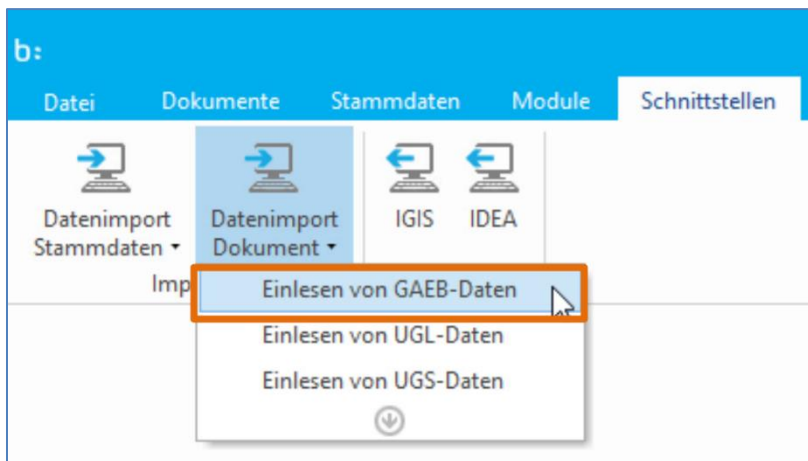 b:
Datei Dokumente Stammdaten Module Schnittstellen
Datenimport Stammdaten
Datenimport Dokument
IGIS IDEA
Imp
Einlesen von GAEB-Daten
Einlesen von UGL-Daten
Einlesen von UGS-Daten